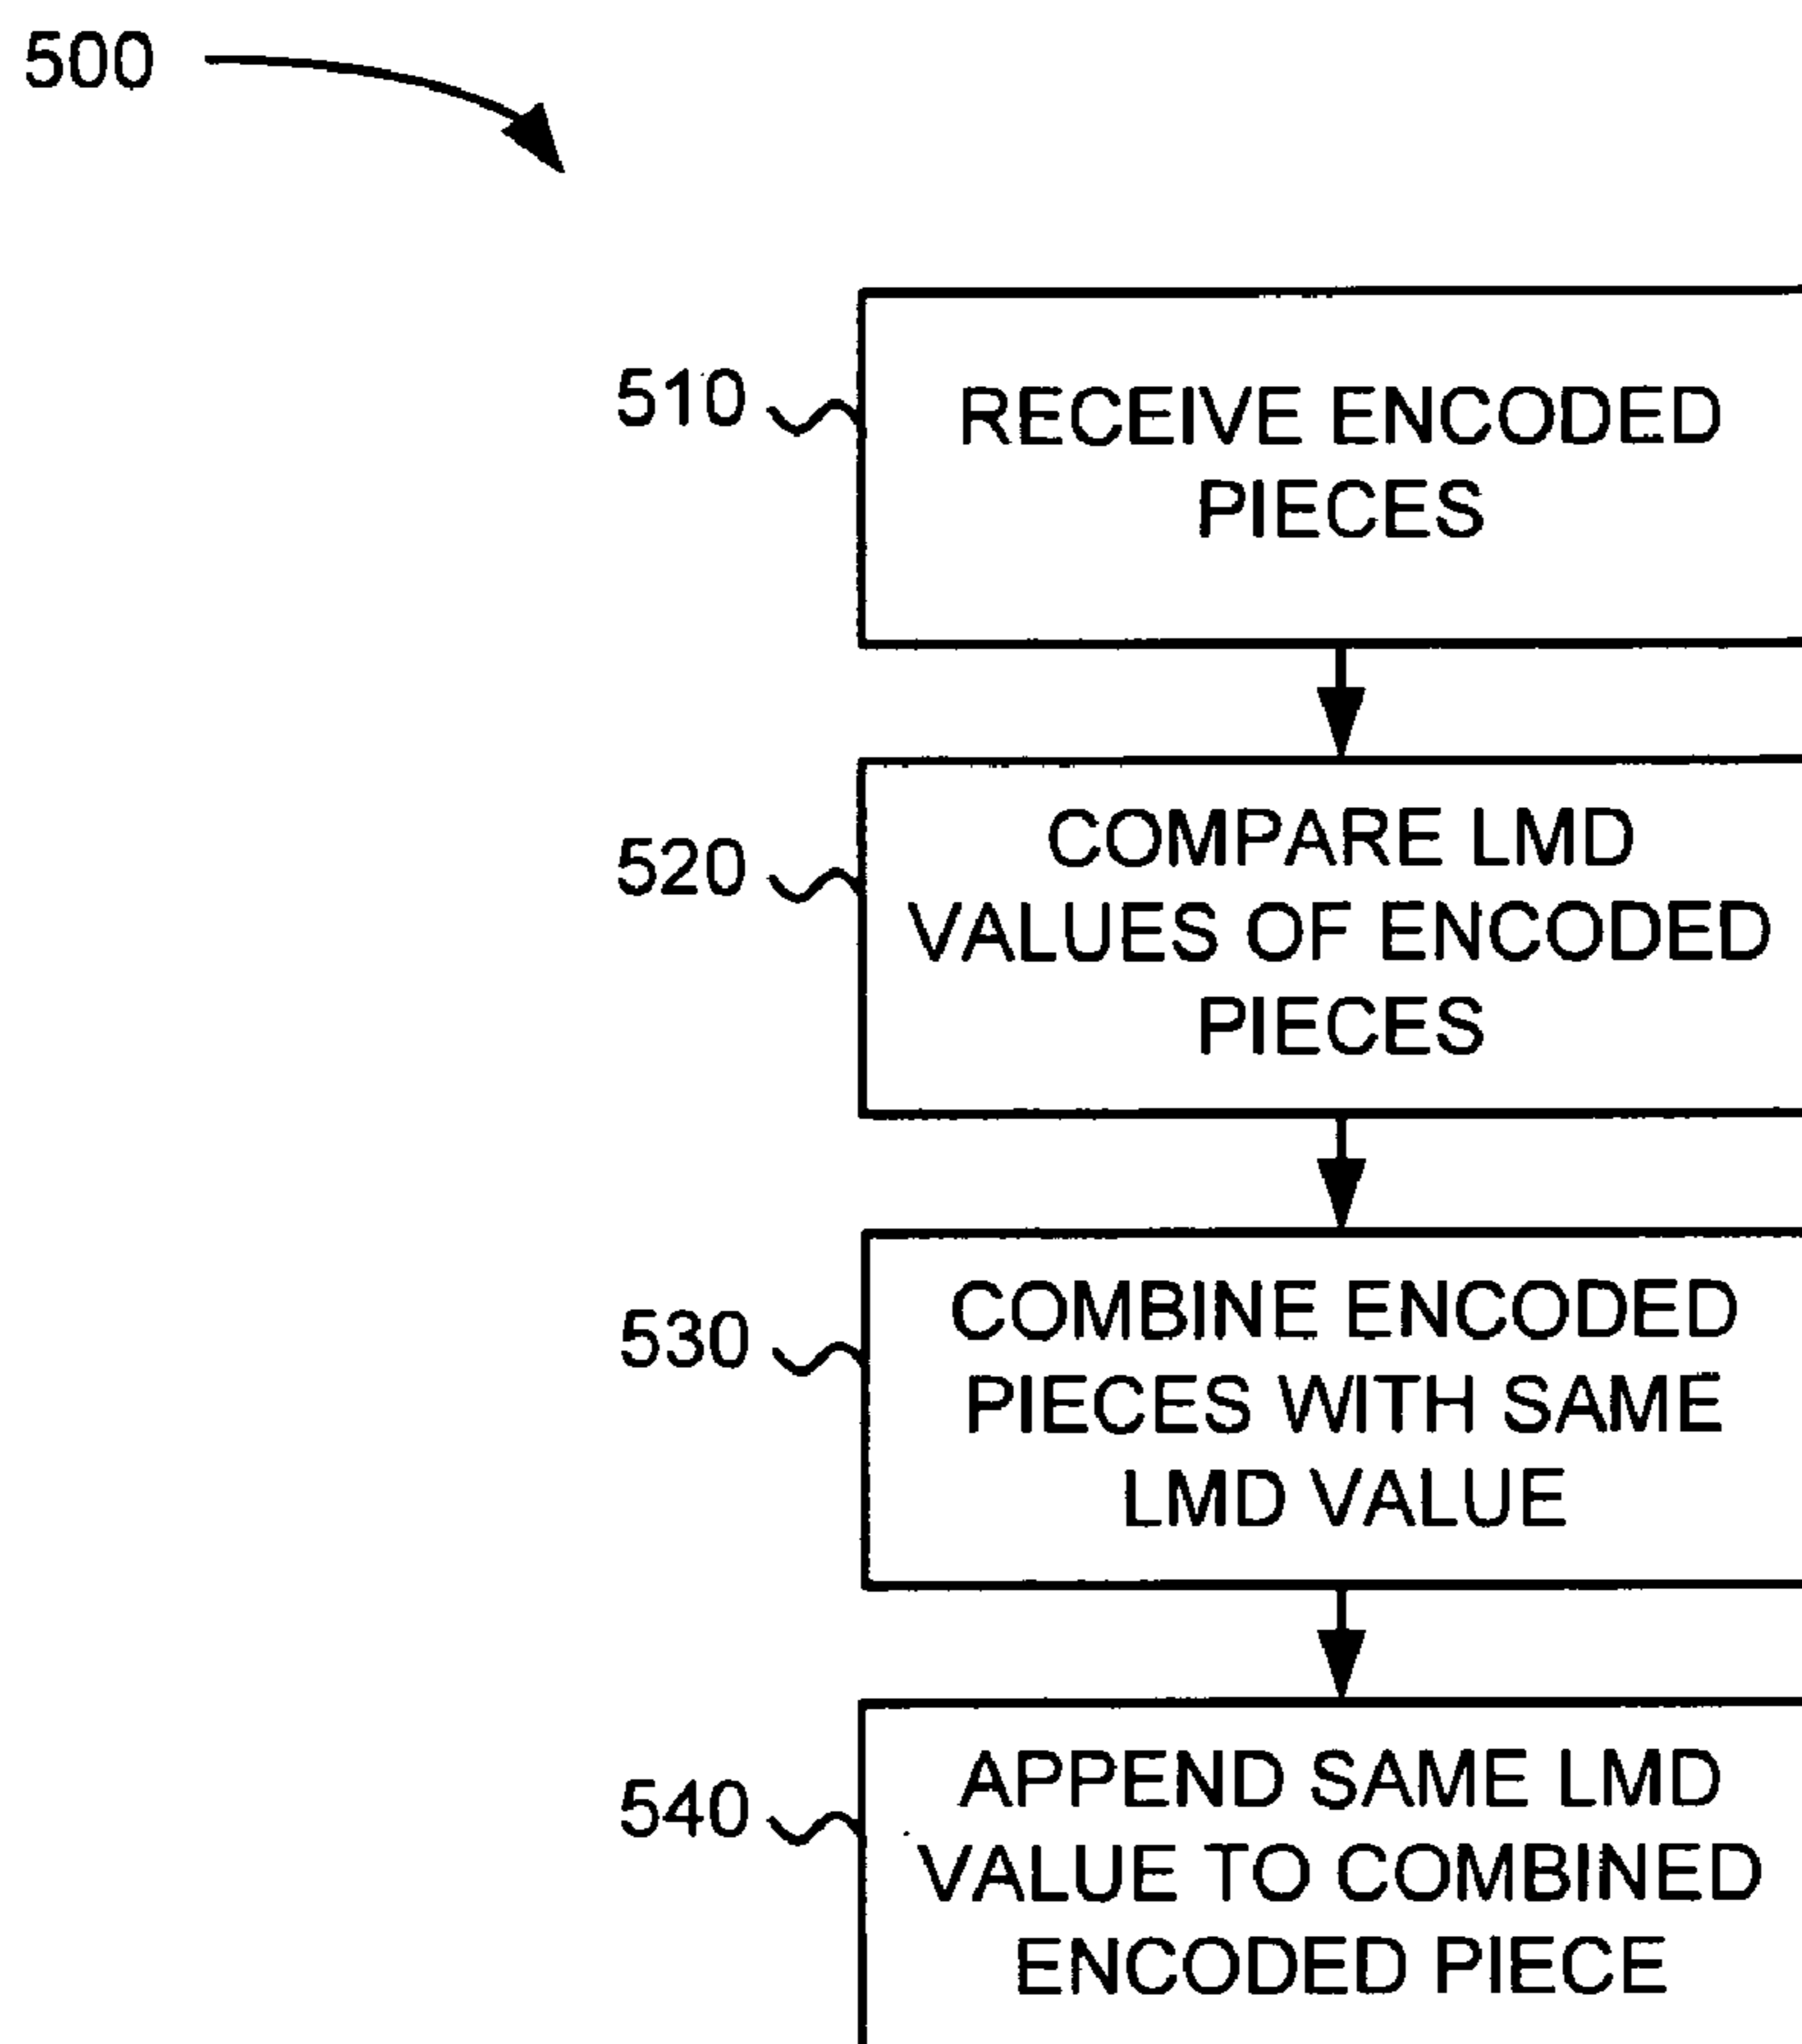 500
510
RECEIVE ENCODED
PIECES
520
COMPARE LMD
VALUES OF ENCODED
PIECES
530
COMBINE ENCODED
PIECES WITH SAME
LMD VALUE
540
APPEND SAME LMD
VALUE TO COMBINED
ENCODED PIECE